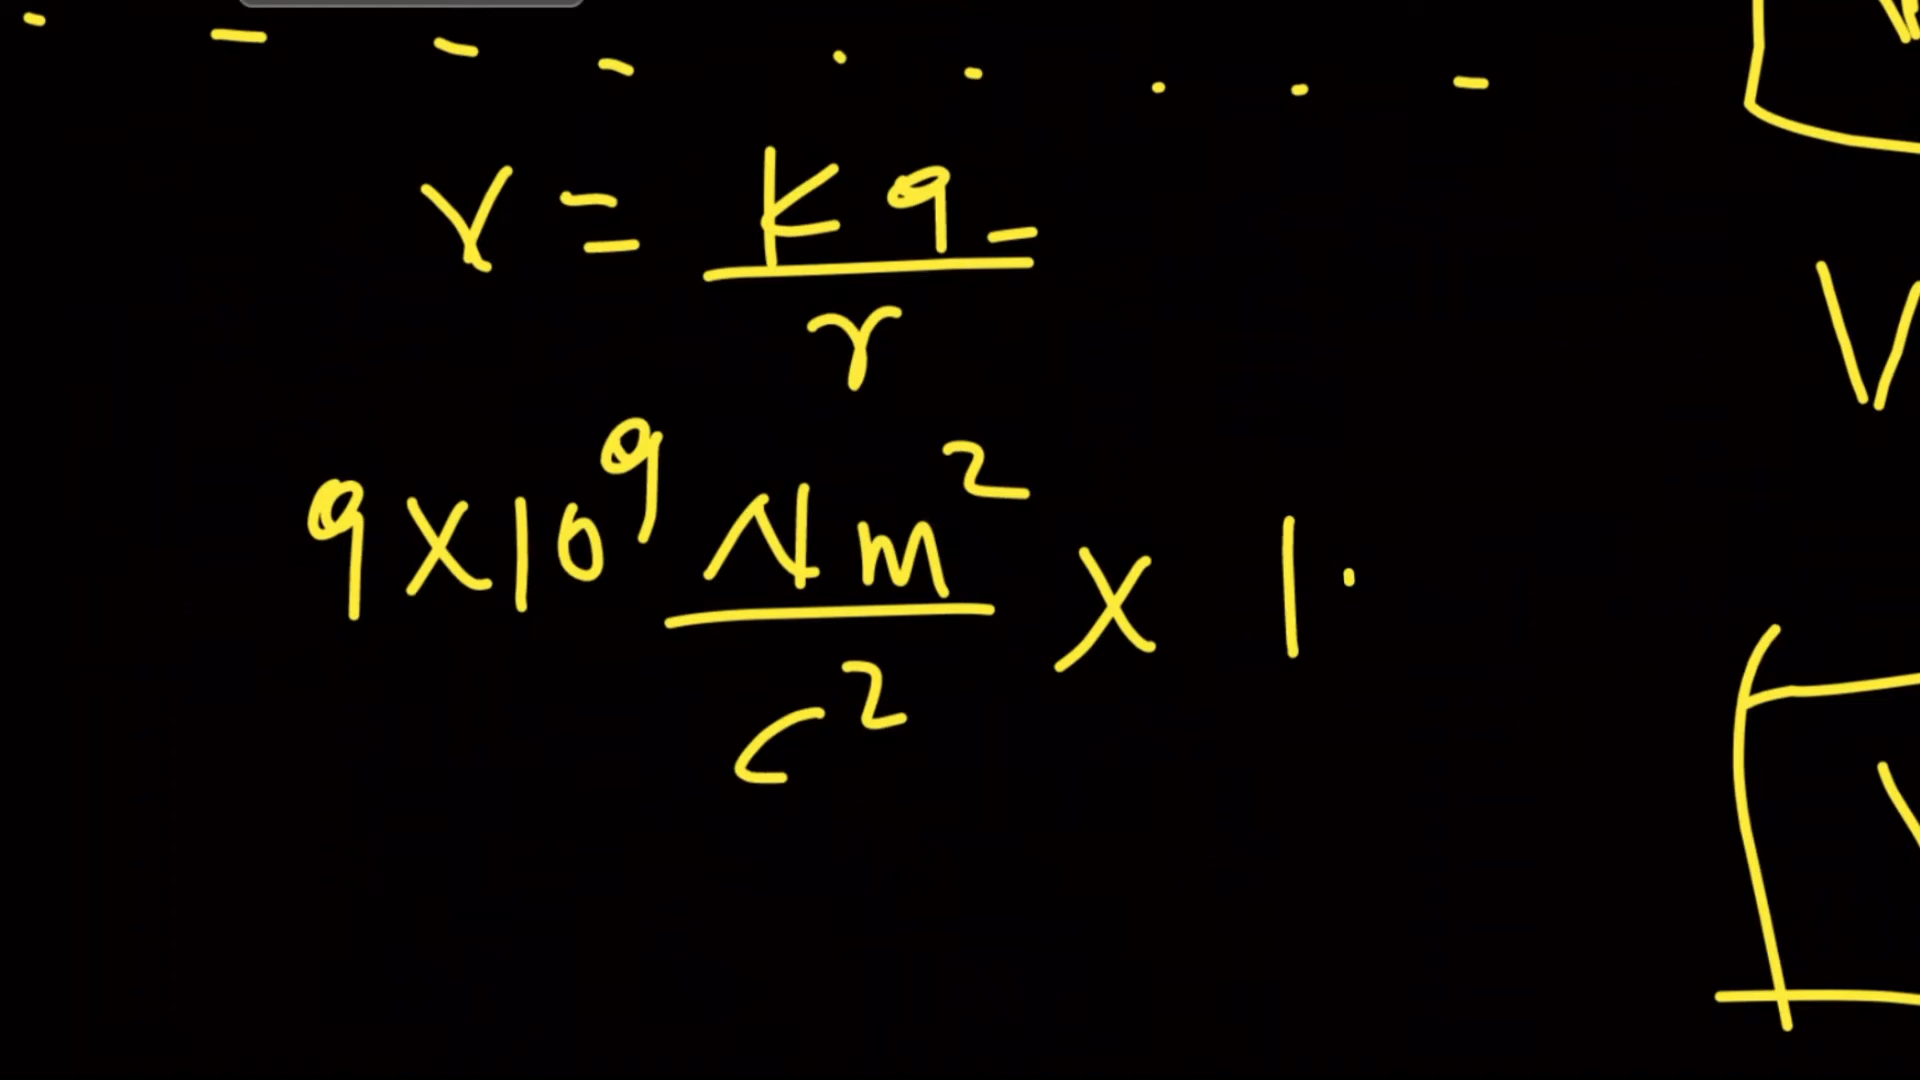 V = Kq / r
9×10⁹ Nm² / C² × 1.
V